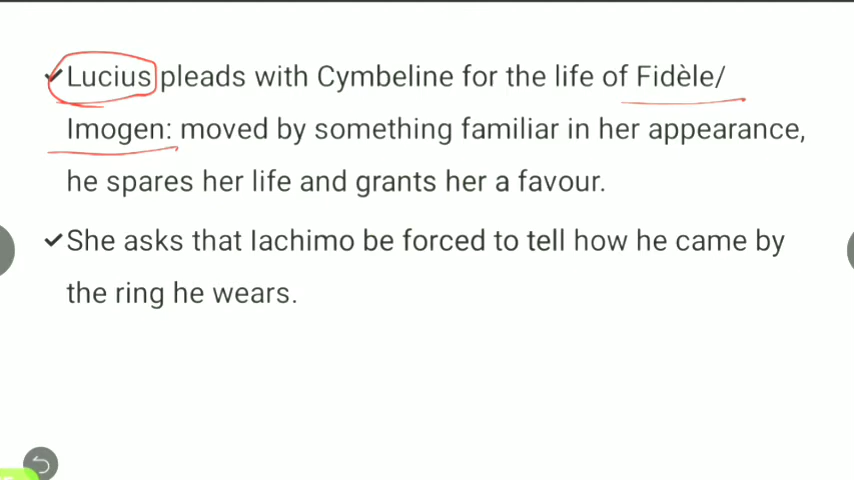 Lucius pleads with Cymbeline for the life of Fidèle/
Imogen: moved by something familiar in her appearance,
he spares her life and grants her a favour.
She asks that Iachimo be forced to tell how he came by
the ring he wears.